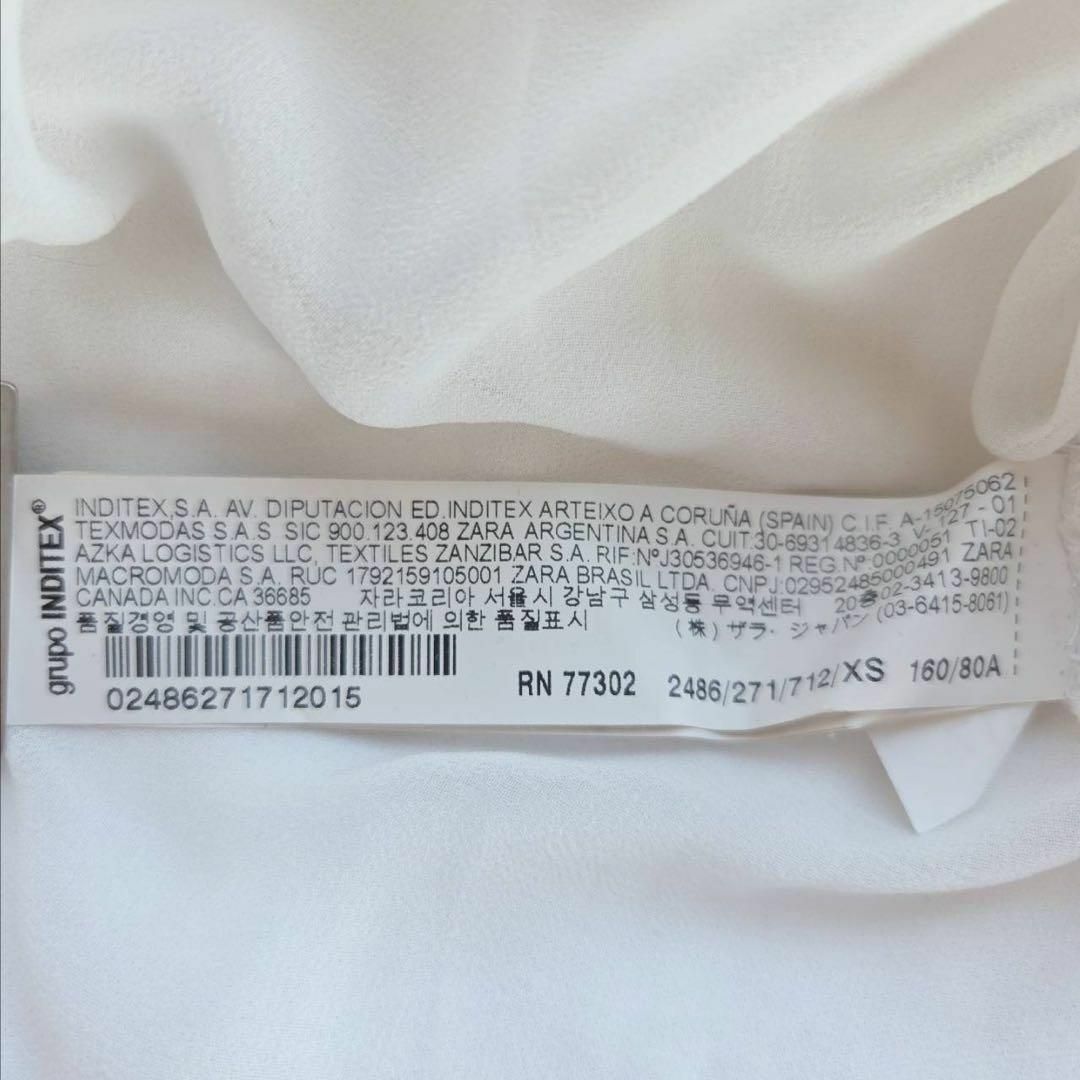 grupo INDITEX®
INDITEX,S.A. AV. DIPUTACION ED.INDITEX ARTEIXO A CORUÑA (SPAIN) C.I.F. A-15075062
TEXMODAS S.A.S SIC 900.123.408 ZARA ARGENTINA S.A. CUIT:30-69314836-3 V-127-01
AZKA LOGISTICS LLC, TEXTILES ZANZIBAR S.A. RIF:NºJ30536946-1 REG.Nº.0000051 TI-02
MACROMODA S.A. RUC 1792159105001 ZARA BRASIL LTDA, CNPJ:02952485000491 ZARA
CANADA INC.CA 36685 자라코리아 서울시 강남구 삼성동 무역센터 02-3413-9800
품질경영 및 공산품안전 관리법에 의한 품질표시 (株) ザラ・ジャパン (03-6415-8061)
02486271712015 RN 77302 2486/271/712/XS 160/80A